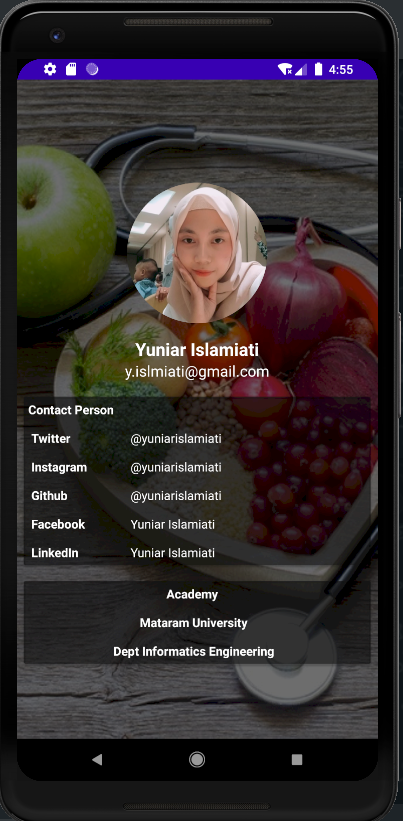 4:55
Yuniar Islamiati
y.islmiati@gmail.com
Contact Person
Twitter @yuniarislamiati
Instagram @yuniarislamiati
Github @yuniarislamiati
Facebook Yuniar Islamiati
LinkedIn Yuniar Islamiati
Academy
Mataram University
Dept Informatics Engineering